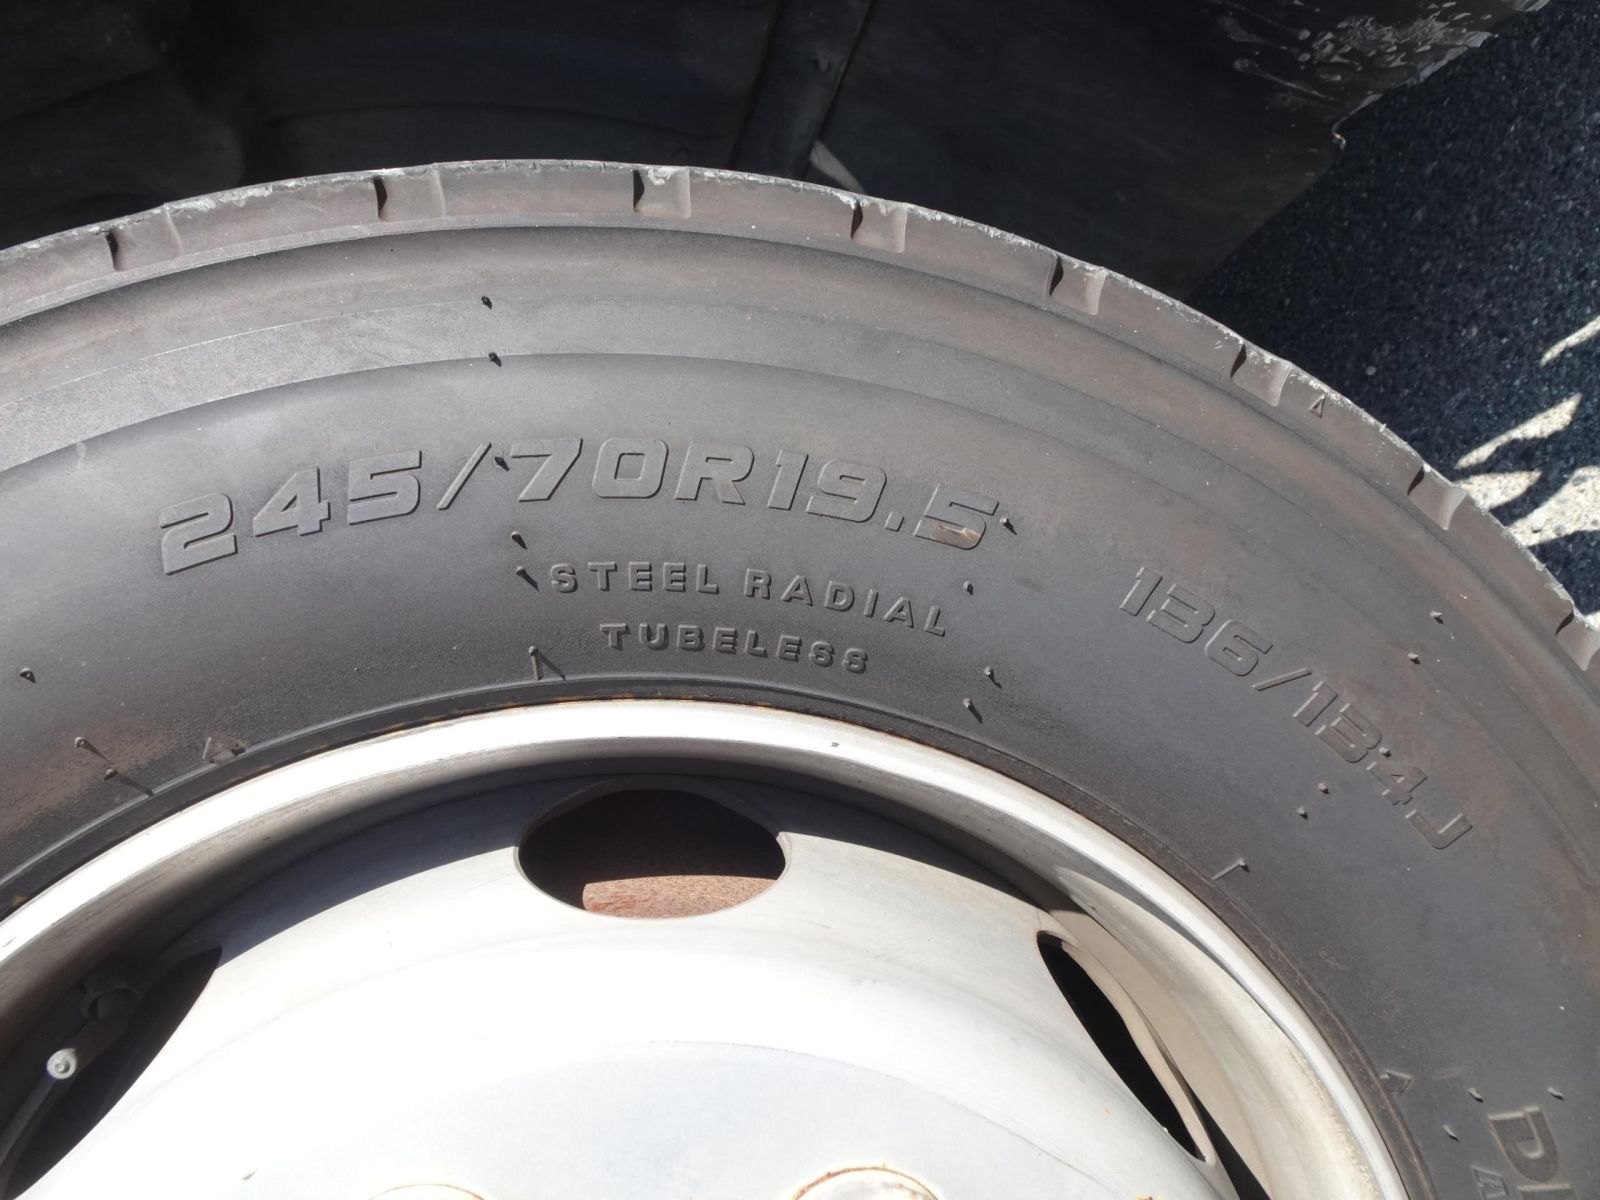 245/70R19.5
136/134J
STEEL RADIAL
TUBELESS